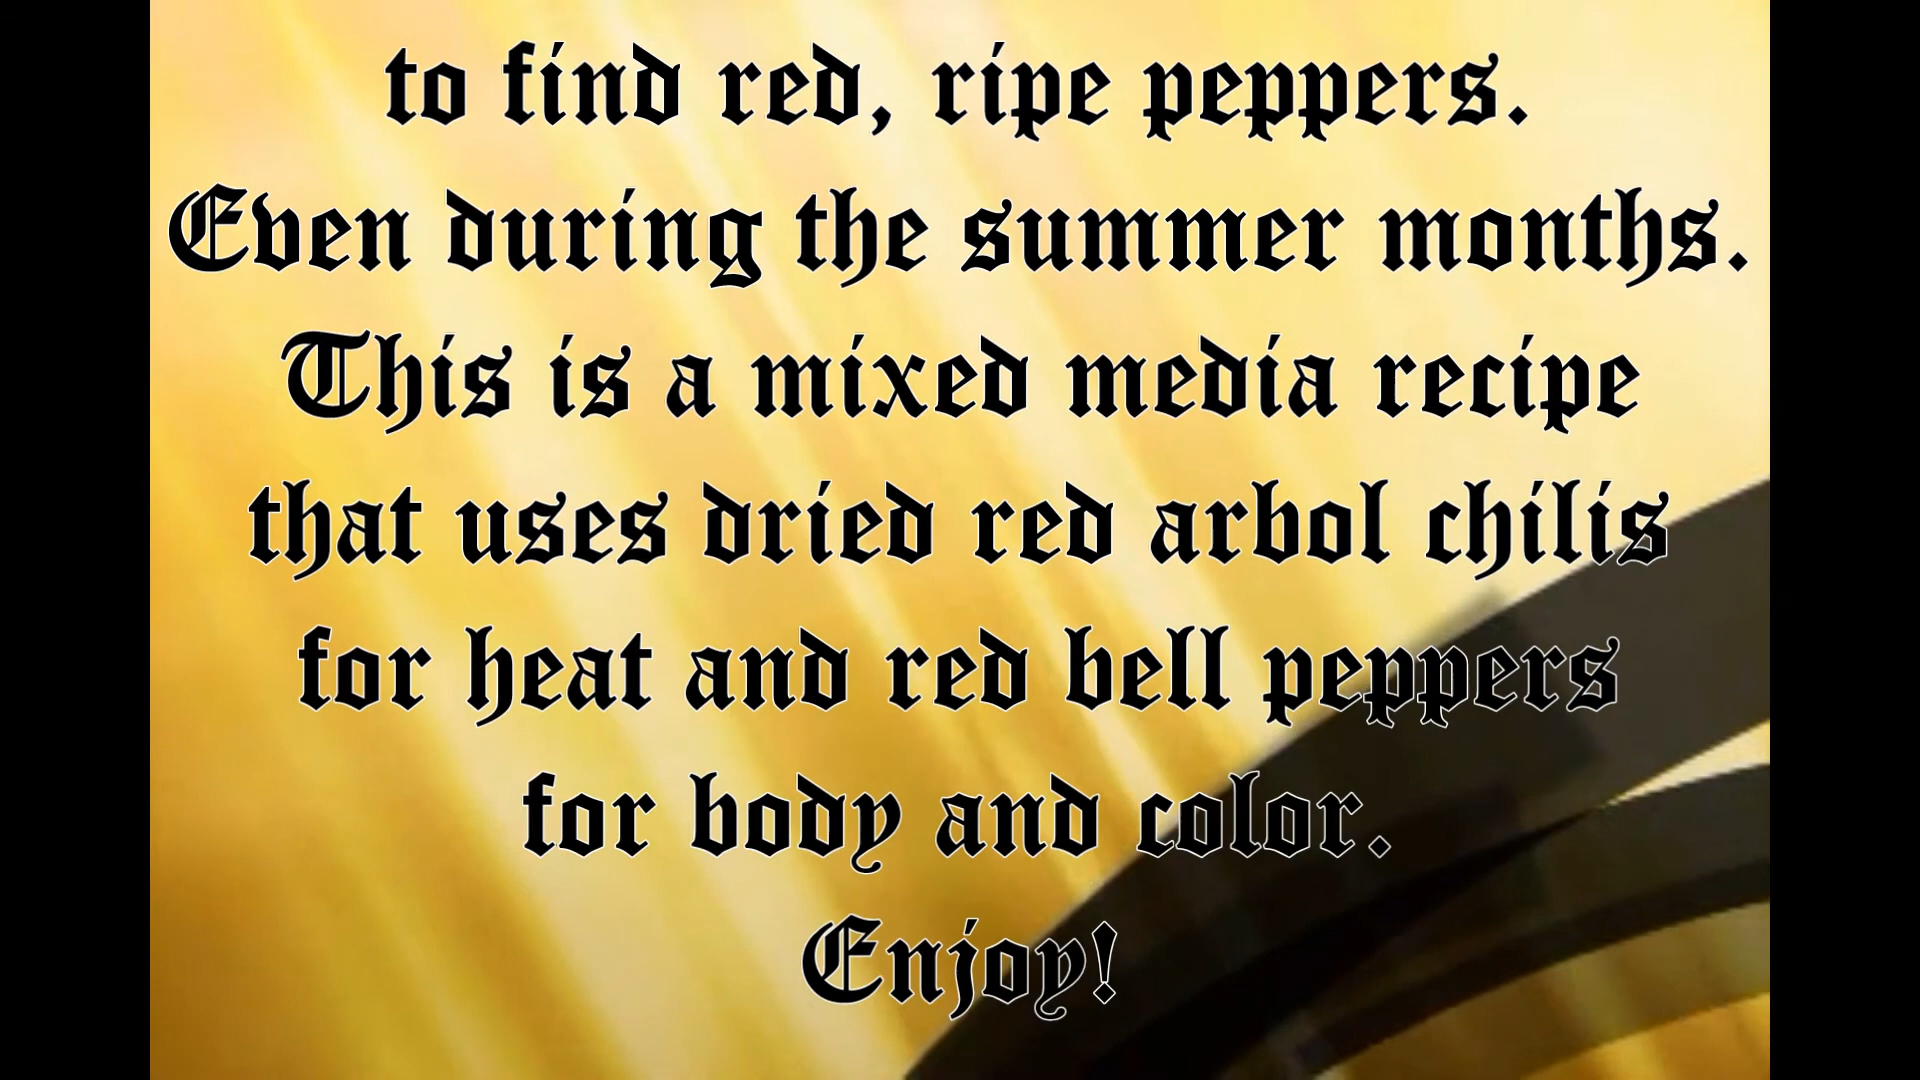 to find red, ripe peppers.
Even during the summer months.
This is a mixed media recipe
that uses dried red arbol chilis
for heat and red bell peppers
for body and color.
Enjoy!